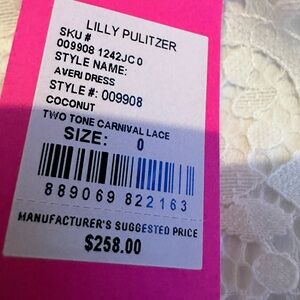 LILLY PULITZER
SKU #
009908 1242JC 0
STYLE NAME:
AVERI DRESS
STYLE #: 009908
COCONUT
TWO TONE CARNIVAL LACE
SIZE: 0
889069 822163
MANUFACTURER'S SUGGESTED PRICE
$258.00